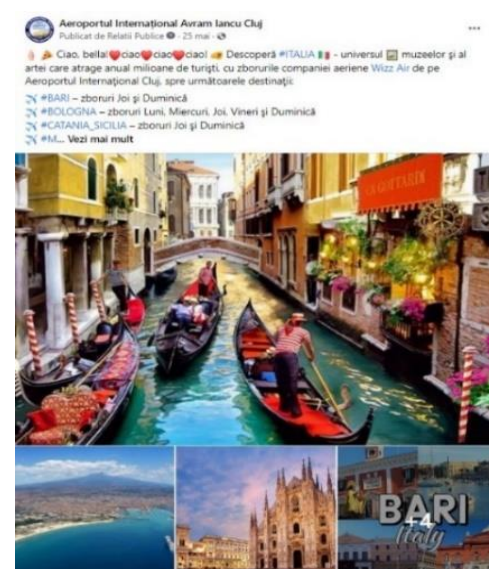 Aeroportul Internațional Avram Iancu Cluj
Publicat de Relatii Publice · 25 mai ·
Ciao, bella!❤️ciao❤️ciao❤️ciao! Descoperă #ITALIA 🇮🇹 - universul 🖼️ muzeelor și al
artei care atrage anual milioane de turiști, cu zborurile companiei aeriene Wizz Air de pe
Aeroportul Internațional Cluj, spre următoarele destinații:
✈️ #BARI – zboruri Joi și Duminică
✈️ #BOLOGNA – zboruri Luni, Miercuri, Joi, Vineri și Duminică
✈️ #CATANIA_SICILIA – zboruri Joi și Duminică
✈️ #M... Vezi mai mult
BARI
+4
Italy